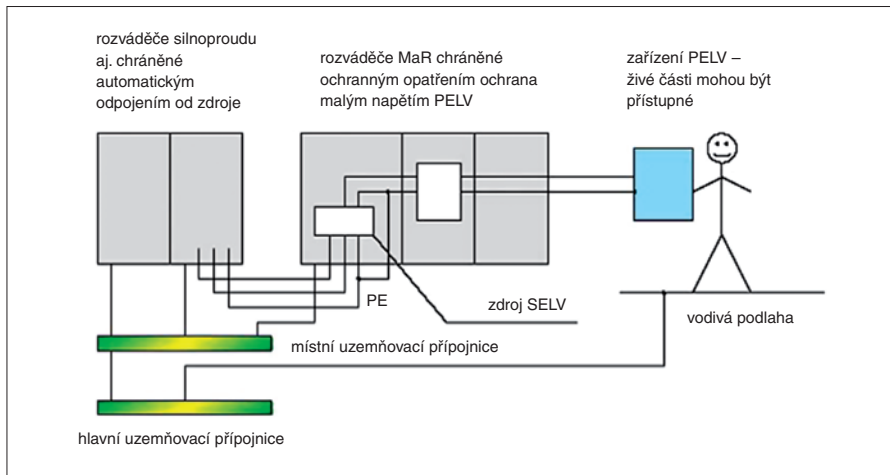 rozváděče silnoproudu
aj. chráněné
automatickým
odpojením od zdroje
rozváděče MaR chráněné
ochranným opatřením ochrana
malým napětím PELV
zařízení PELV –
živé části mohou být
přístupné
PE
zdroj SELV
vodivá podlaha
místní uzemňovací přípojnice
hlavní uzemňovací přípojnice